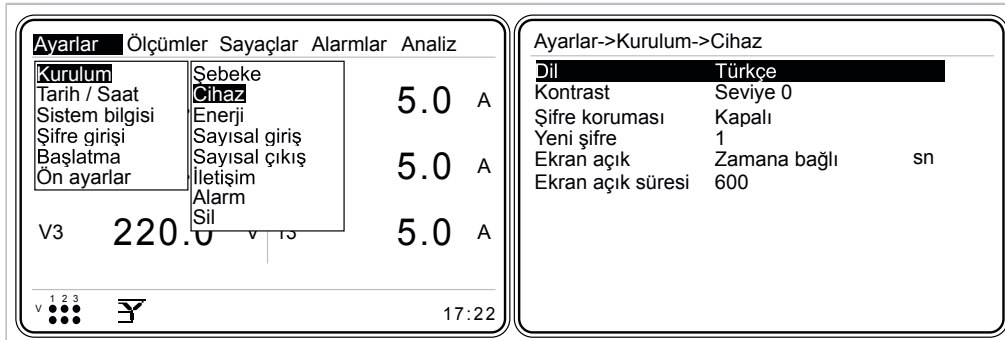 Ayarlar Ölçümler Sayaçlar Alarmlar Analiz
Kurulum
Tarih / Saat
Sistem bilgisi
Şifre girişi
Başlatma
Ön ayarlar
Şebeke
Cihaz
Enerji
Sayısal giriş
Sayısal çıkış
İletişim
Alarm
Sil
5.0 A
5.0 A
V3 220.0 V 5.0 A
1 2 3
V
17:22
Ayarlar->Kurulum->Cihaz
Dil Türkçe
Kontrast Seviye 0
Şifre koruması Kapalı
Yeni şifre 1
Ekran açık Zamana bağlı sn
Ekran açık süresi 600